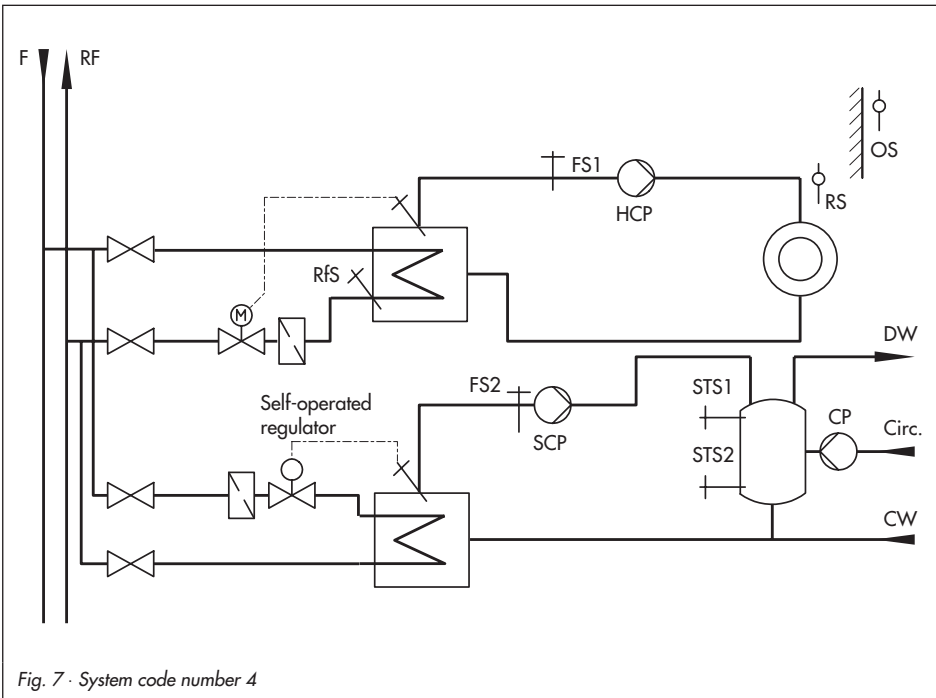 F
RF
FS1
HCP
OS
RS
RfS
M
DW
FS2
STS1
Self-operated
regulator
SCP
CP
Circ.
STS2
CW
Fig. 7 · System code number 4